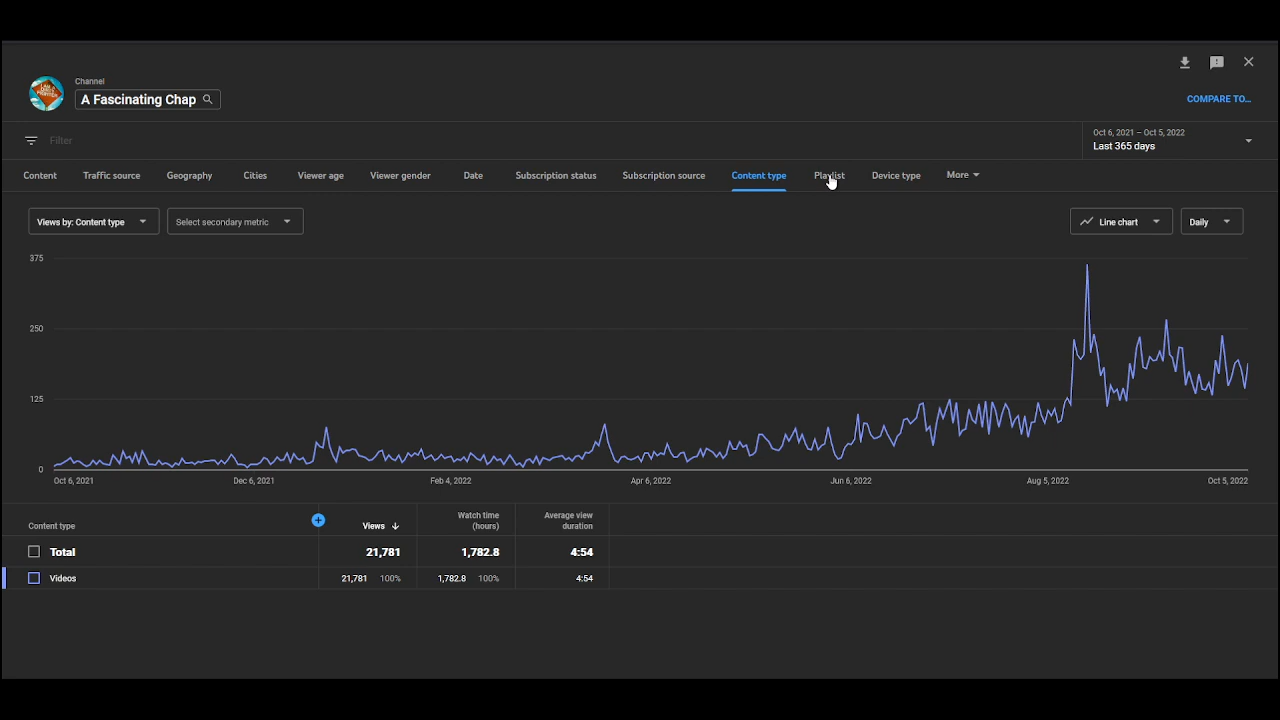 Channel
A Fascinating Chap
COMPARE TO...
Filter
Oct 6, 2021 – Oct 5, 2022
Last 365 days
Content Traffic source Geography Cities Viewer age Viewer gender Date Subscription status Subscription source Content type Playlist Device type More
Views by: Content type Select secondary metric Line chart Daily
375
250
125
0
Oct 6, 2021 Dec 6, 2021 Feb 4, 2022 Apr 6, 2022 Jun 6, 2022 Aug 5, 2022 Oct 5, 2022
Content type Views Watch time (hours) Average view duration
Total 21,781 1,782.8 4:54
Videos 21,781 100% 1,782.8 100% 4:54